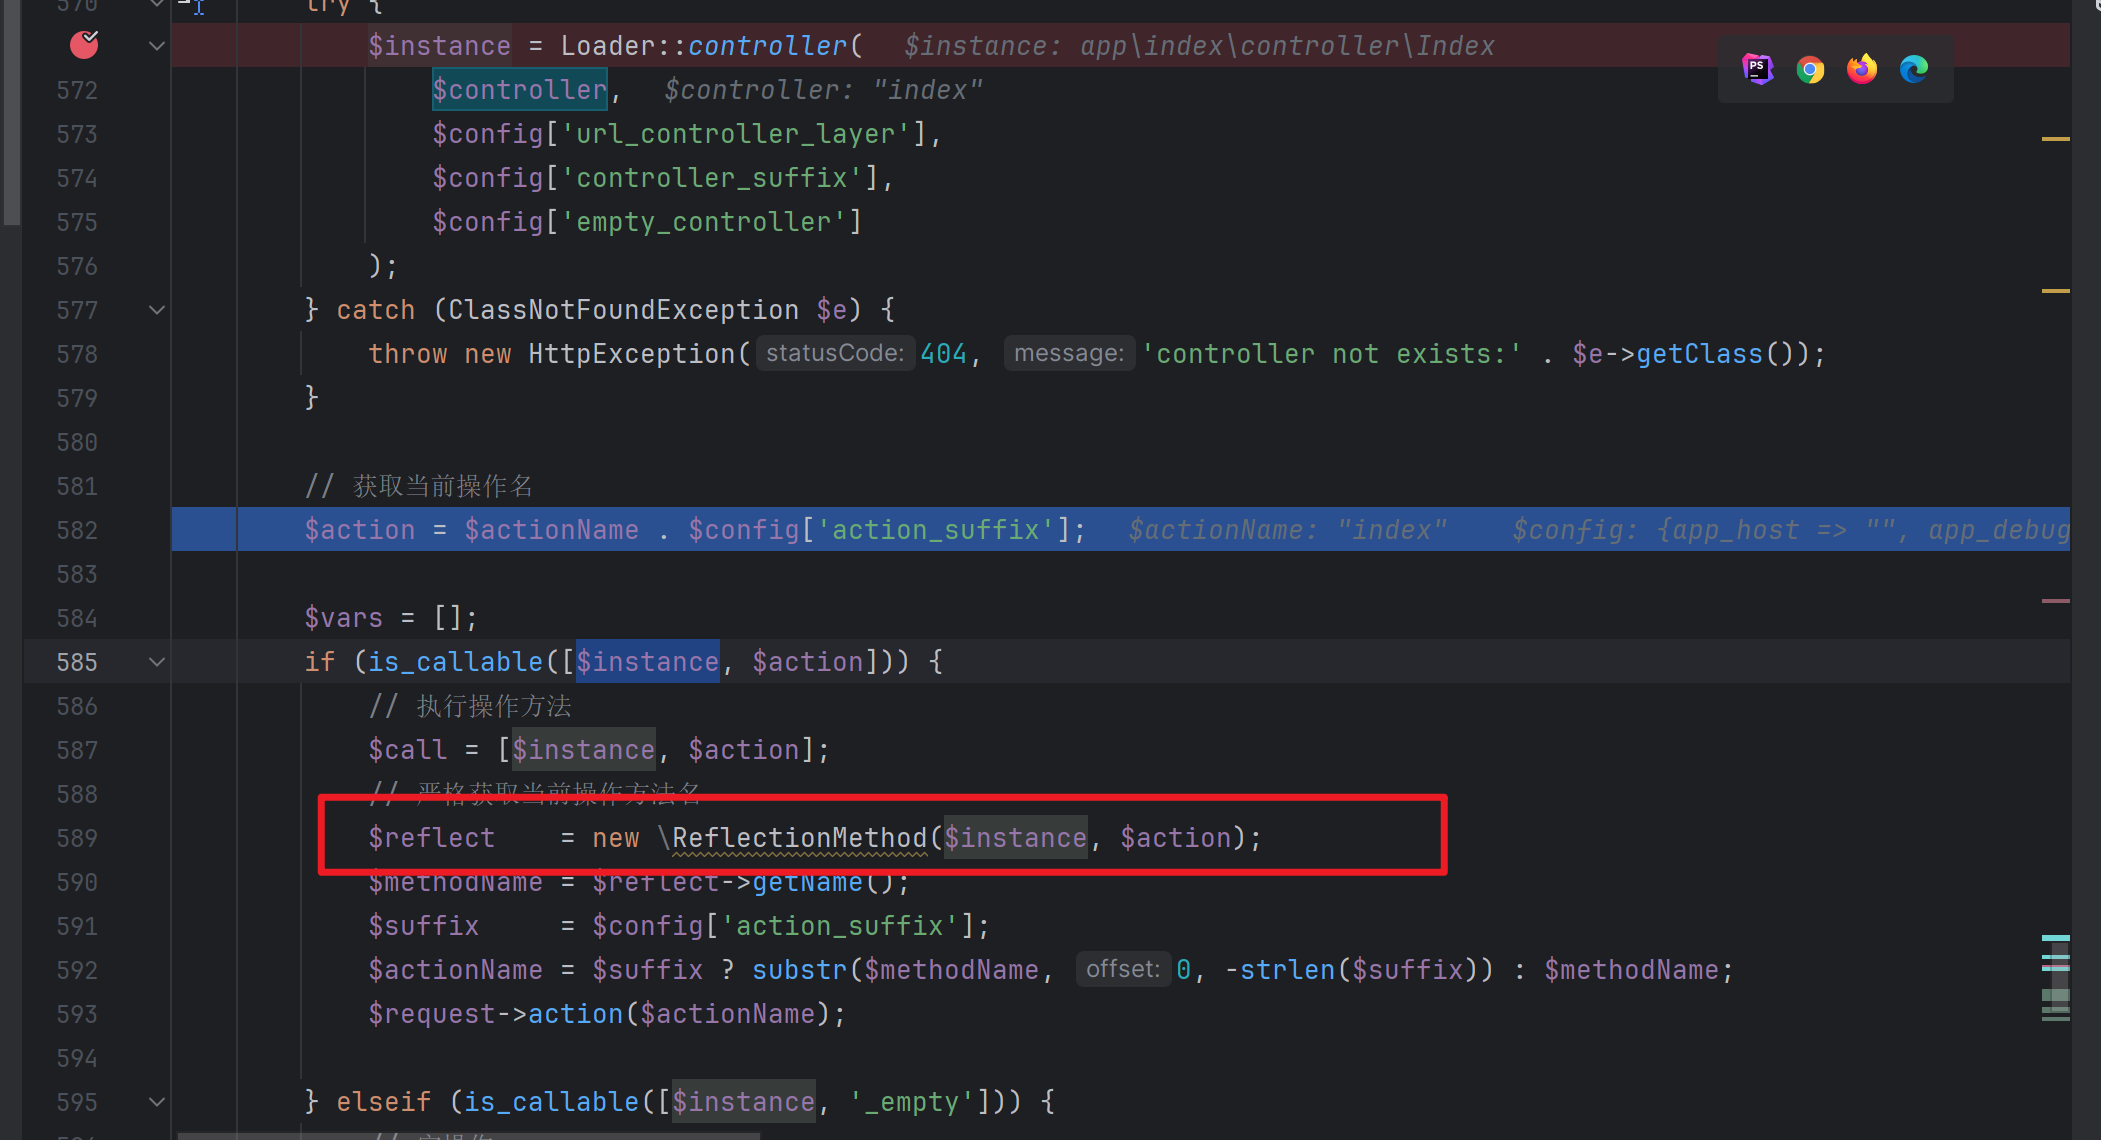 570 try {
$instance = Loader::controller( $instance: app\index\controller\Index
572 $controller, $controller: "index"
573 $config['url_controller_layer'],
574 $config['controller_suffix'],
575 $config['empty_controller']
576 );
577 } catch (ClassNotFoundException $e) {
578 throw new HttpException( statusCode: 404, message: 'controller not exists:' . $e->getClass());
579 }
580
581 // 获取当前操作名
582 $action = $actionName . $config['action_suffix']; $actionName: "index" $config: {app_host => "", app_debug
583
584 $vars = [];
585 if (is_callable([$instance, $action])) {
586 // 执行操作方法
587 $call = [$instance, $action];
588 // 严格获取当前操作方法名
589 $reflect = new \ReflectionMethod($instance, $action);
590 $methodName = $reflect->getName();
591 $suffix = $config['action_suffix'];
592 $actionName = $suffix ? substr($methodName, offset: 0, -strlen($suffix)) : $methodName;
593 $request->action($actionName);
594
595 } elseif (is_callable([$instance, '_empty'])) {
PS